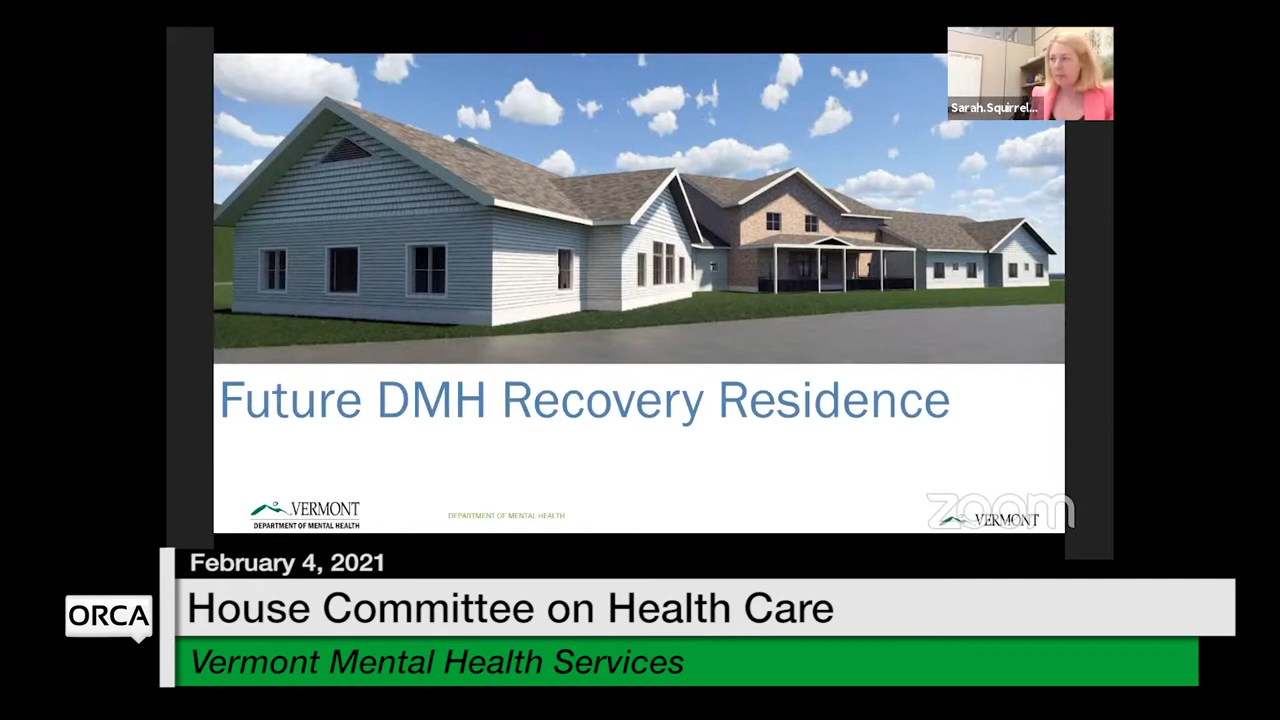 Sarah.Squirrel...
Future DMH Recovery Residence
VERMONT
DEPARTMENT OF MENTAL HEALTH
DEPARTMENT OF MENTAL HEALTH
VERMONT
zoom
February 4, 2021
House Committee on Health Care
ORCA
Vermont Mental Health Services